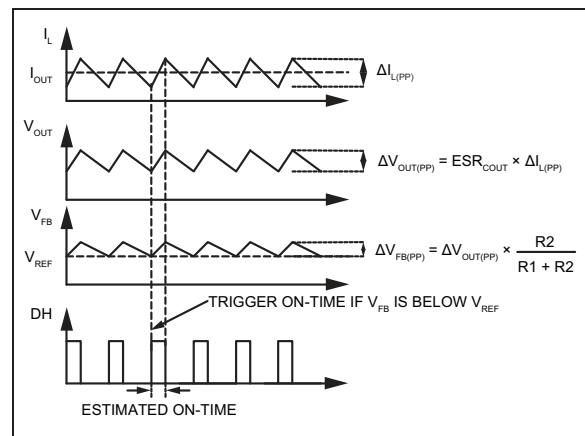 I_L
I_OUT
ΔI_L(PP)
V_OUT
ΔV_OUT(PP) = ESR_COUT × ΔI_L(PP)
V_FB
V_REF
ΔV_FB(PP) = ΔV_OUT(PP) × R2 / R1 + R2
TRIGGER ON-TIME IF V_FB IS BELOW V_REF
DH
ESTIMATED ON-TIME